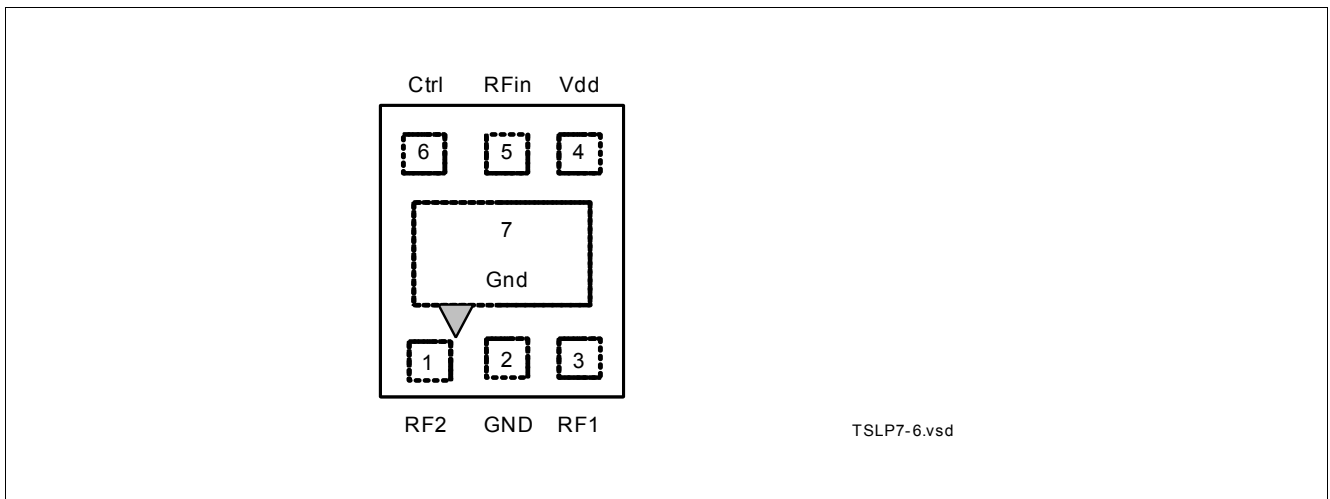 Ctrl RFin Vdd
6 5 4
7
Gnd
1 2 3
RF2 GND RF1
TSLP7-6.vsd